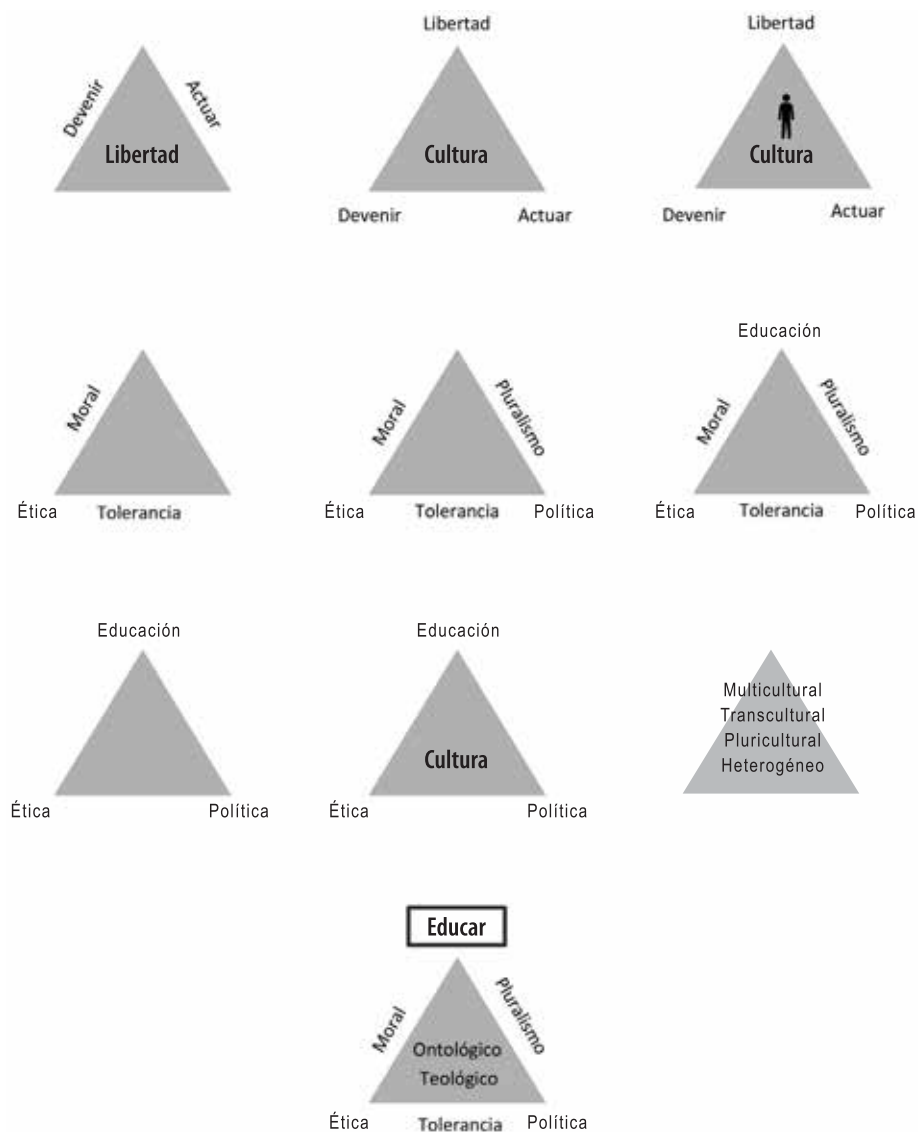 Libertad
Libertad
Devenir
Actuar
Libertad
Cultura
Cultura
Devenir
Actuar
Devenir
Actuar
Educación
Moral
Moral
Pluralismo
Moral
Pluralismo
Ética
Tolerancia
Ética
Tolerancia
Política
Ética
Tolerancia
Política
Educación
Educación
Multicultural
Transcultural
Pluricultural
Heterogéneo
Cultura
Ética
Política
Ética
Política
Educar
Moral
Pluralismo
Ontológico
Teológico
Ética
Tolerancia
Política